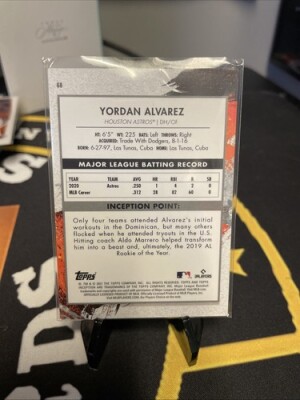 68
YORDAN ALVAREZ
HOUSTON ASTROS | DH/OF
HT: 6'5" WT: 225 BATS: Left THROWS: Right
ACQUIRED: Trade With Dodgers, 8-1-16
BORN: 6-27-97, Las Tunas, Cuba HOME: Las Tunas, Cuba
MAJOR LEAGUE BATTING RECORD
YEAR AVG HR RBI R SB
2020 Astros .250 1 4 2 0
MLB Career .312 28 82 60 0
INCEPTION POINT:
Only four teams attended Alvarez's initial
workouts in the Dominican, but many others
flocked when he attended tryouts in the U.S.
Hitting coach Aldo Marrero helped transform
him into a beast and, ultimately, the 2019 AL
Rookie of the Year.
Topps